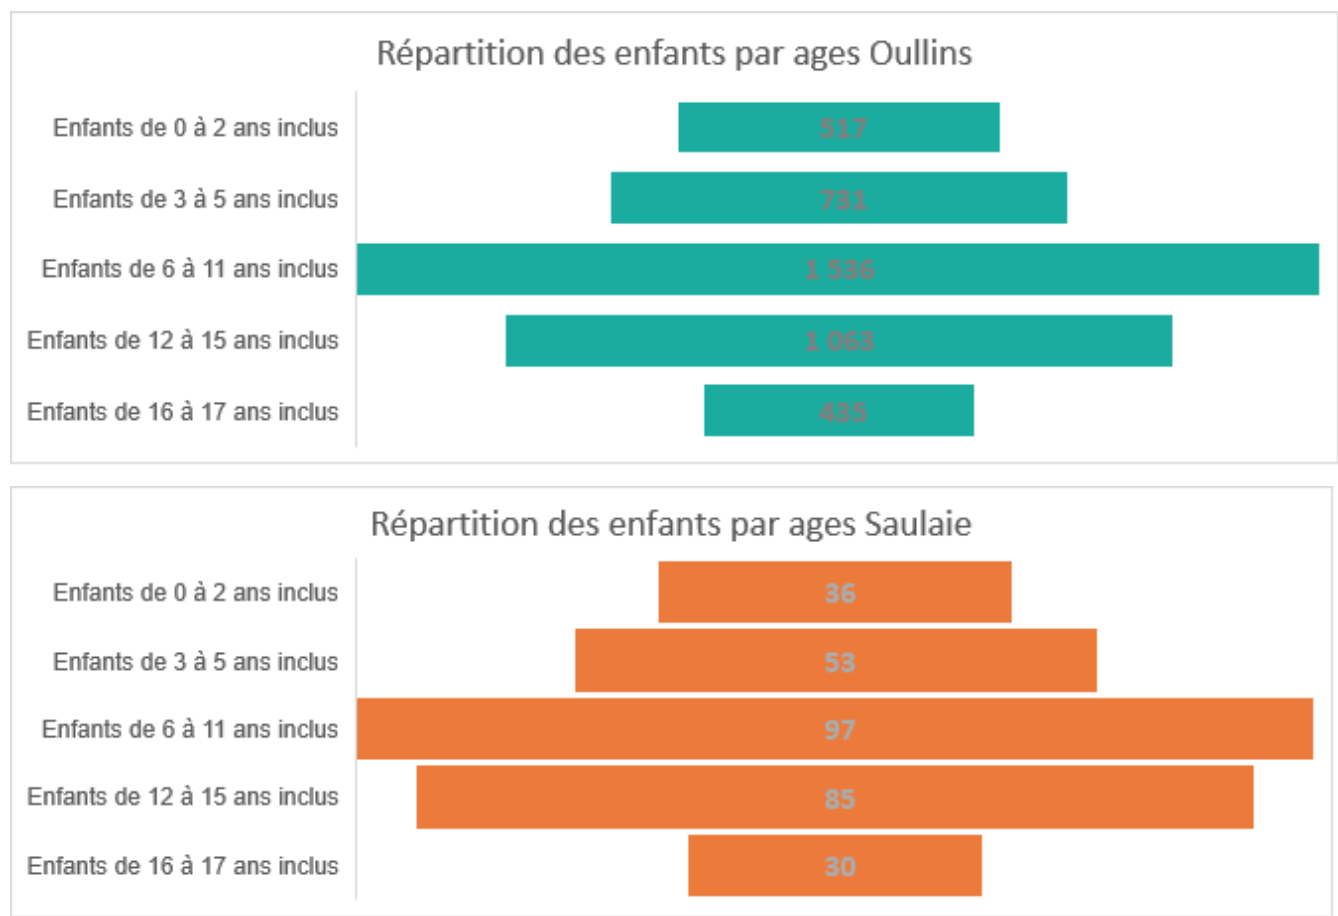 Répartition des enfants par ages Oullins
Enfants de 0 à 2 ans inclus 517
Enfants de 3 à 5 ans inclus 731
Enfants de 6 à 11 ans inclus 1 536
Enfants de 12 à 15 ans inclus 1 063
Enfants de 16 à 17 ans inclus 435
Répartition des enfants par ages Saulaie
Enfants de 0 à 2 ans inclus 36
Enfants de 3 à 5 ans inclus 53
Enfants de 6 à 11 ans inclus 97
Enfants de 12 à 15 ans inclus 85
Enfants de 16 à 17 ans inclus 30